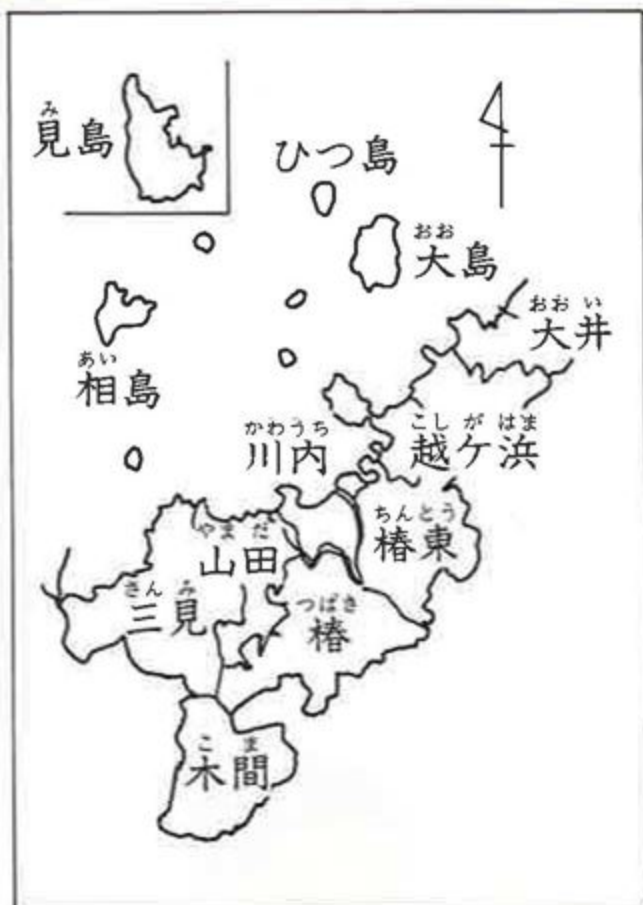 み
見島
ひつ島
おお
大島
おお い
大井
あい
相島
かわうち
川内
こし が はま
越ケ浜
ちんとう
椿東
やま だ
山田
さん み
三見
つばき
椿
こ ま
木間